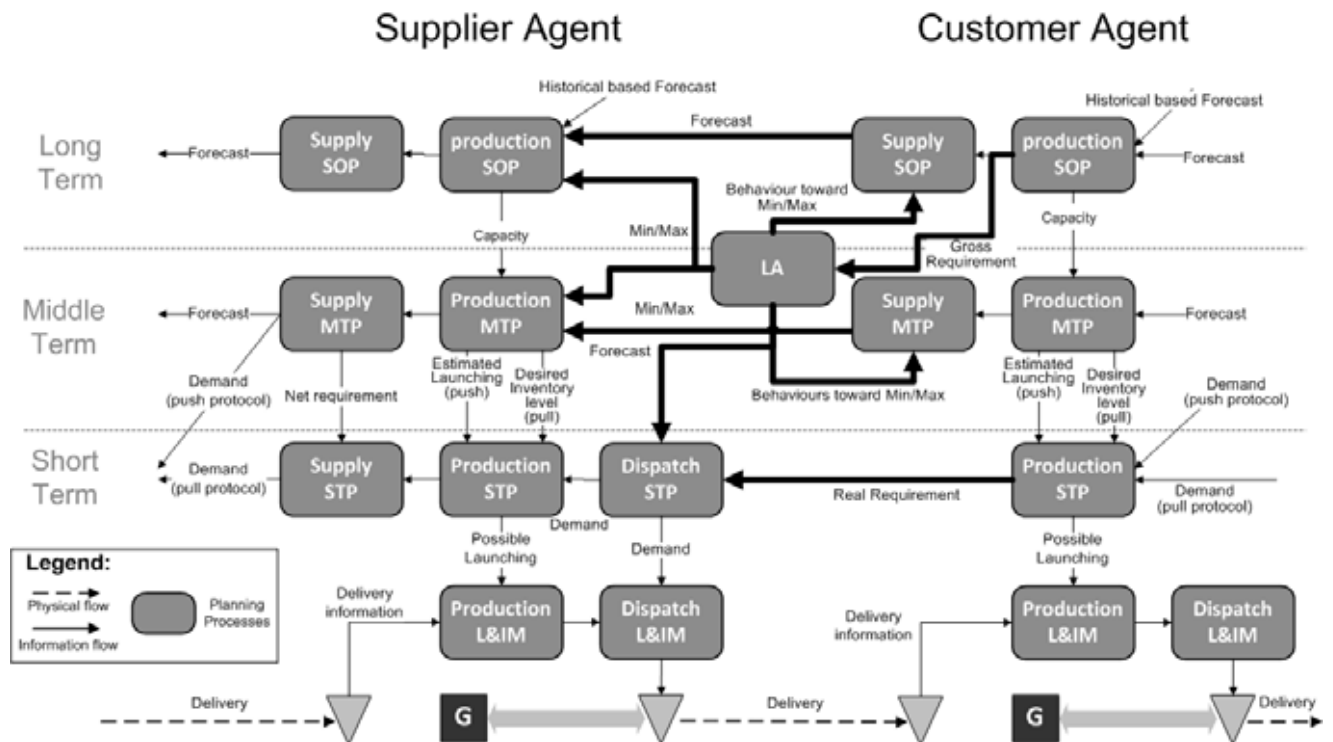 Supplier Agent
Customer Agent
Historical based Forecast
Historical based Forecast
Long
Term
Forecast
Supply
SOP
production
SOP
Forecast
Supply
SOP
production
SOP
Forecast
Behaviour toward
Min/Max
Capacity
Min/Max
Capacity
LA
Gross
Requirement
Middle
Term
Forecast
Supply
MTP
Production
MTP
Min/Max
Supply
MTP
Production
MTP
Forecast
Forecast
Demand
(push protocol)
Net requirement
Estimated
Launching
(push)
Desired
Inventory
level
(pull)
Behaviours toward Min/Max
Estimated
Launching
(push)
Desired
Inventory
level
(pull)
Demand
(push protocol)
Short
Term
Demand
(pull protocol)
Supply
STP
Production
STP
Dispatch
STP
Real Requirement
Production
STP
Demand
(pull protocol)
Demand
Possible
Launching
Demand
Possible
Launching
Legend:
Physical flow
Information flow
Planning
Processes
Delivery
information
Production
L&IM
Dispatch
L&IM
Delivery
information
Production
L&IM
Dispatch
L&IM
Delivery
G
Delivery
G
Delivery